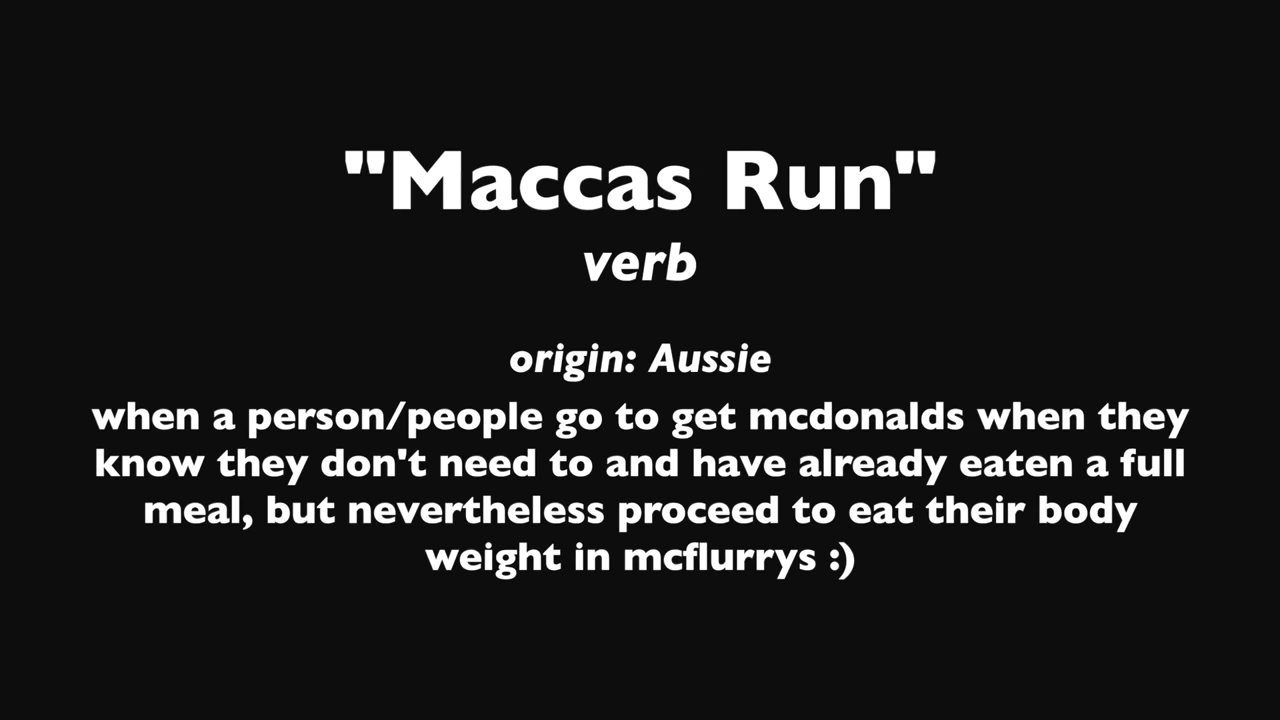 "Maccas Run"
verb
origin: Aussie
when a person/people go to get mcdonalds when they
know they don't need to and have already eaten a full
meal, but nevertheless proceed to eat their body
weight in mcflurrys :)